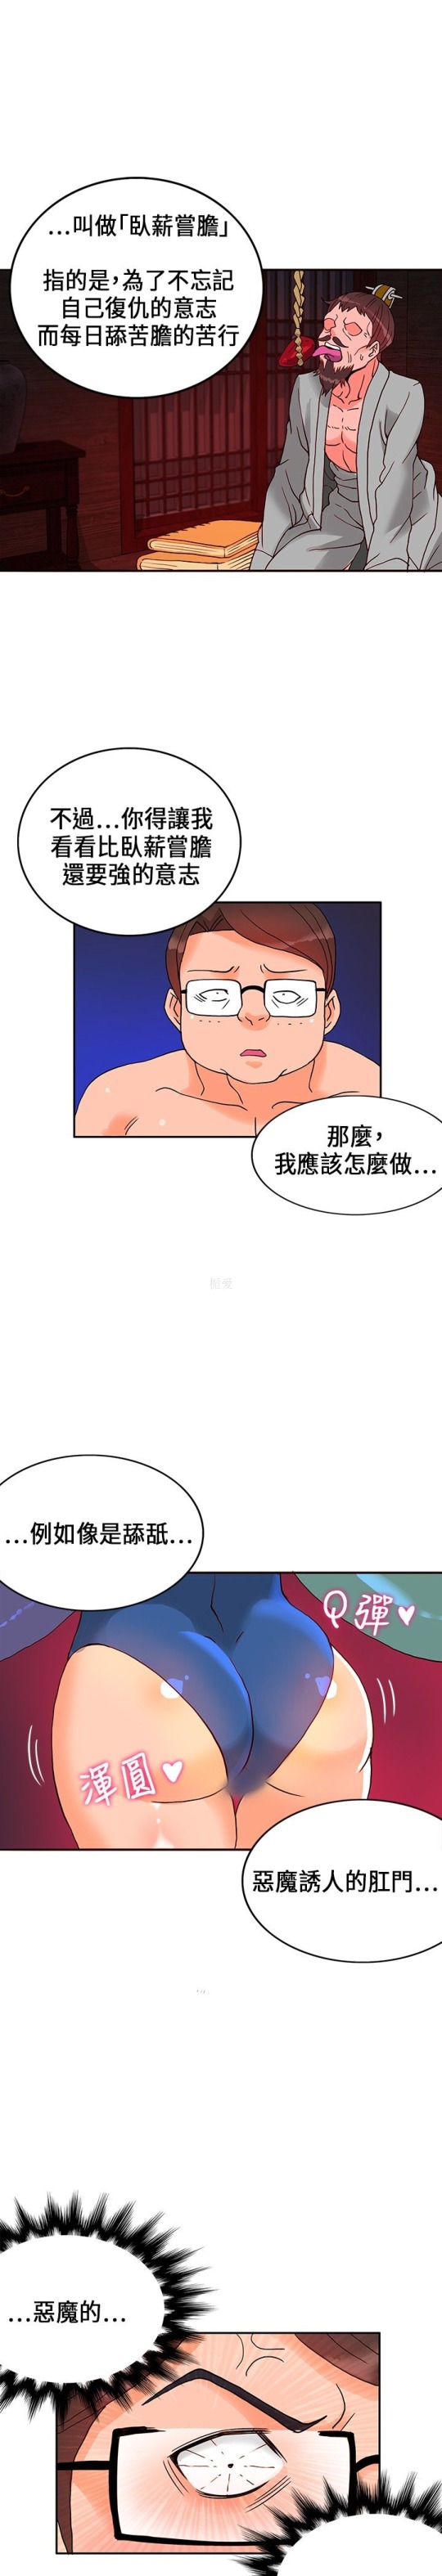 ...叫做「臥薪嘗膽」
指的是，為了不忘記
自己復仇的意志
而每日舔苦膽的苦行
不過...你得讓我
看看比臥薪嘗膽
還要強的意志
那麼，
我應該怎麼做...
...例如像是舔舐...
Q彈♥
渾圓♥
惡魔誘人的肛門...
...惡魔的...